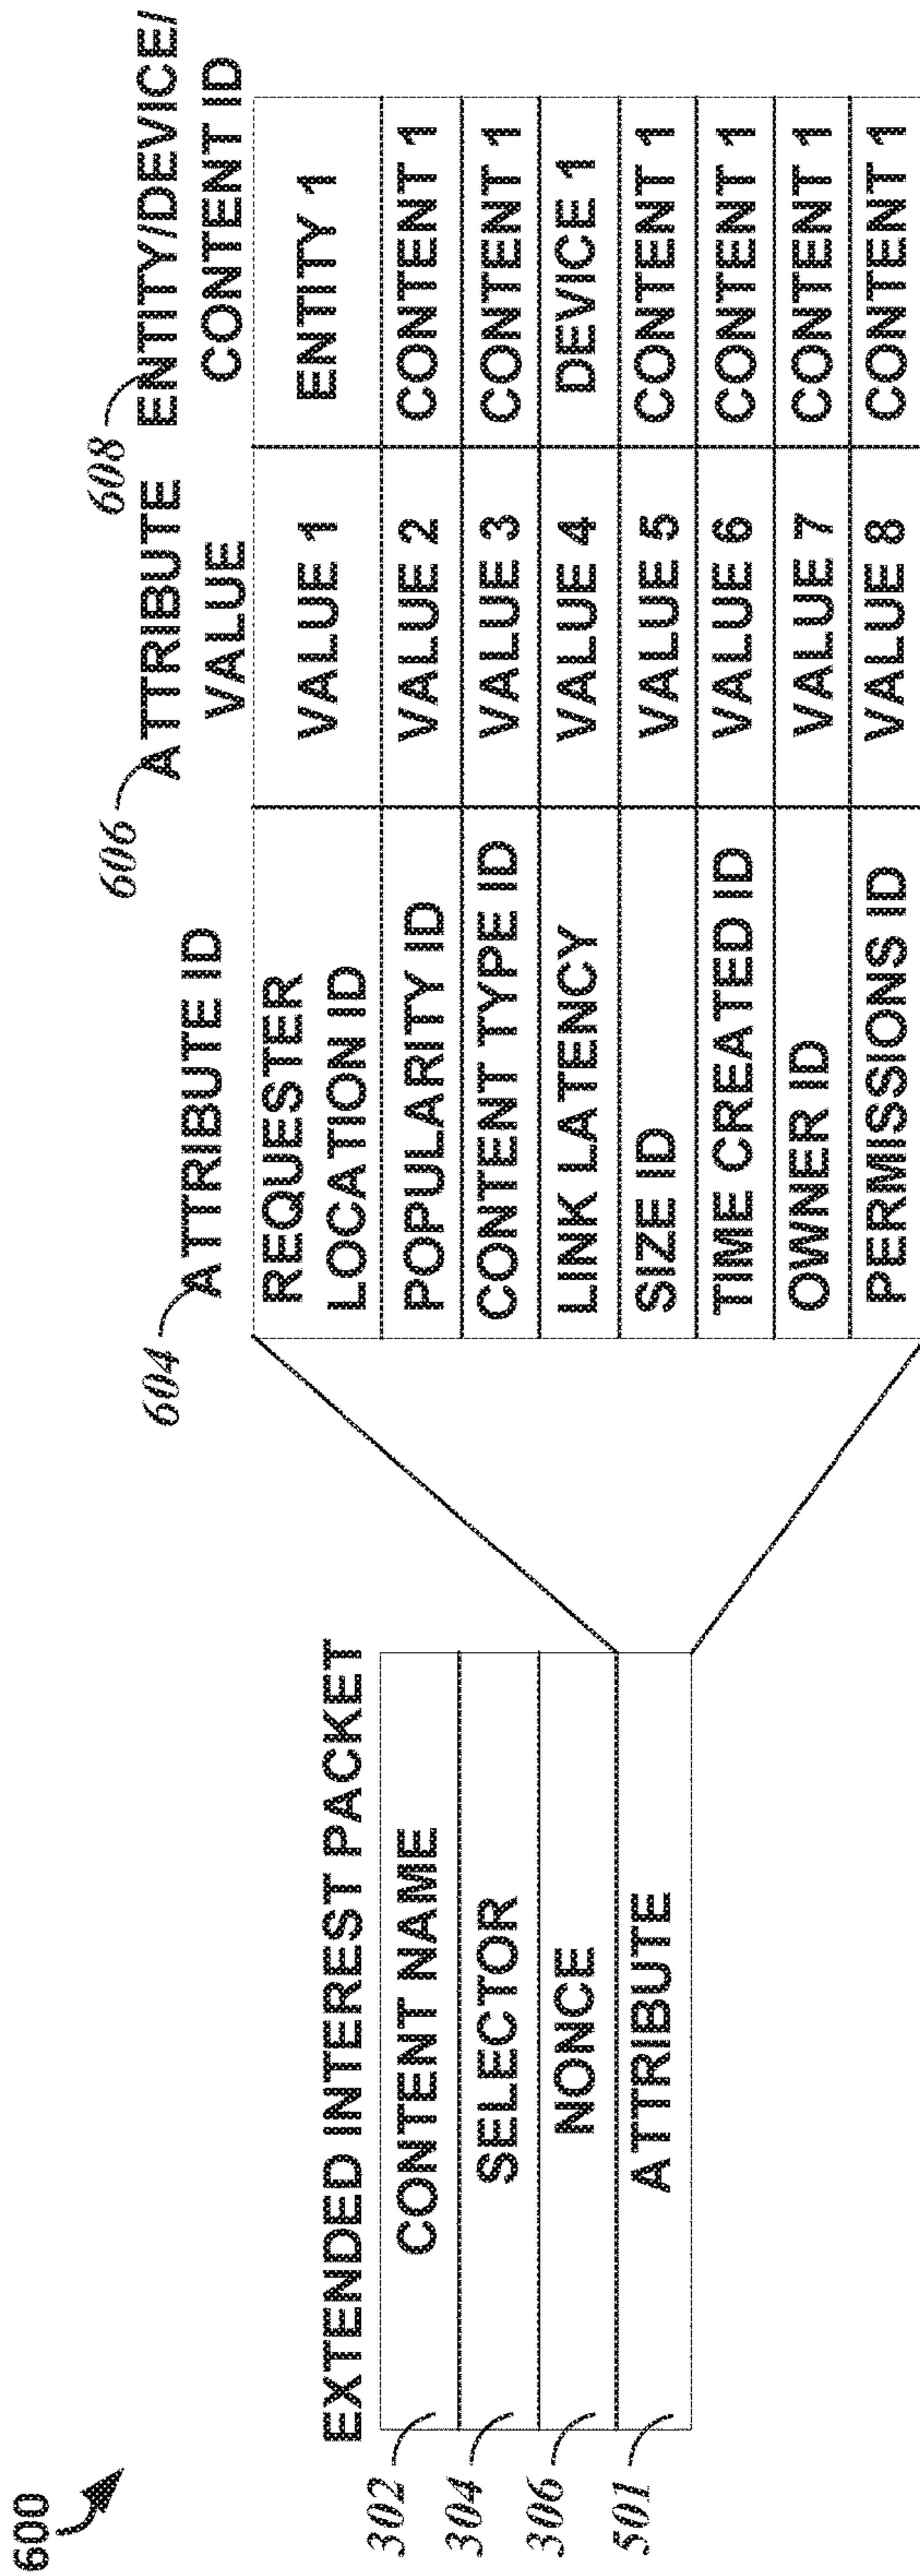 600
EXTENDED INTEREST PACKET
302
CONTENT NAME
304
SELECTOR
306
NONCE
501
ATTRIBUTE
604
ATTRIBUTE ID
606
ATTRIBUTE
VALUE
608
ENTITY/DEVICE/
CONTENT ID
REQUESTER
LOCATION ID
VALUE 1
ENTITY 1
POPULARITY ID
VALUE 2
CONTENT 1
CONTENT TYPE ID
VALUE 3
CONTENT 1
LINK LATENCY
VALUE 4
DEVICE 1
SIZE ID
VALUE 5
CONTENT 1
TIME CREATED ID
VALUE 6
CONTENT 1
OWNER ID
VALUE 7
CONTENT 1
PERMISSIONS ID
VALUE 8
CONTENT 1